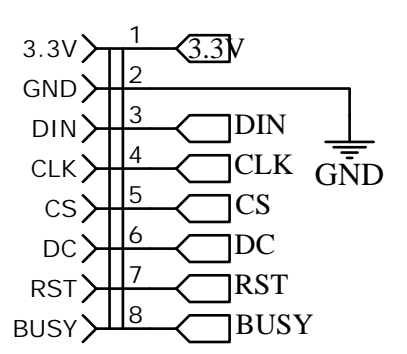 3.3V 1 3.3V
GND 2
DIN 3 DIN
CLK 4 CLK
GND
CS 5 CS
DC 6 DC
RST 7 RST
BUSY 8 BUSY